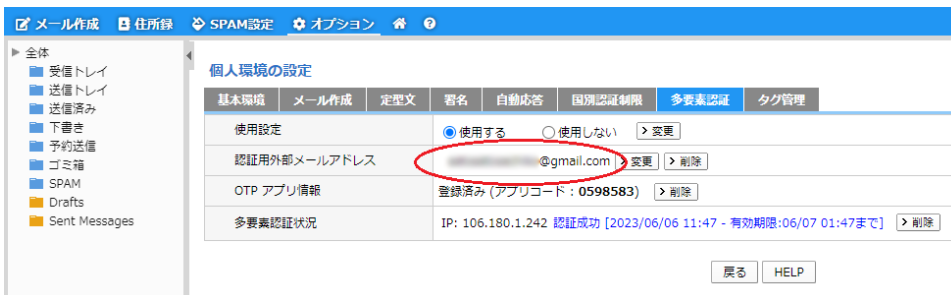 メール作成 住所録 SPAM設定 オプション
全体
受信トレイ
送信トレイ
送信済み
下書き
予約送信
ゴミ箱
SPAM
Drafts
Sent Messages
個人環境の設定
基本環境 メール作成 定型文 署名 自動応答 国別認証制限 多要素認証 タグ管理
使用設定 使用する 使用しない > 変更
認証用外部メールアドレス @gmail.com > 変更 > 削除
OTP アプリ情報 登録済み (アプリコード : 0598583) > 削除
多要素認証状況 IP: 106.180.1.242 認証成功 [2023/06/06 11:47 - 有効期限:06/07 01:47まで] > 削除
戻る HELP